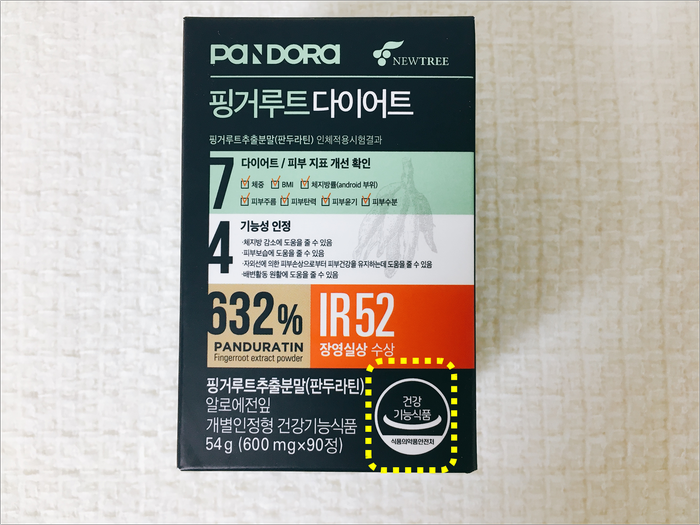 PANDORA
NEWTREE
핑거루트 다이어트
핑거루트추출분말(판두라틴) 인체적용시험결과
7
다이어트 / 피부 지표 개선 확인
체중 BMI 체지방률(android 부위)
피부주름 피부탄력 피부윤기 피부수분
4
기능성 인정
·체지방 감소에 도움을 줄 수 있음
·피부보습에 도움을 줄 수 있음
·자외선에 의한 피부손상으로부터 피부건강을 유지하는데 도움을 줄 수 있음
·배변활동 원활에 도움을 줄 수 있음
632%
PANDURATIN
Fingerroot extract powder
IR52
장영실상 수상
핑거루트추출분말(판두라틴)
알로에전잎
개별인정형 건강기능식품
54g (600mg×90정)
건강
기능식품
식품의약품안전처